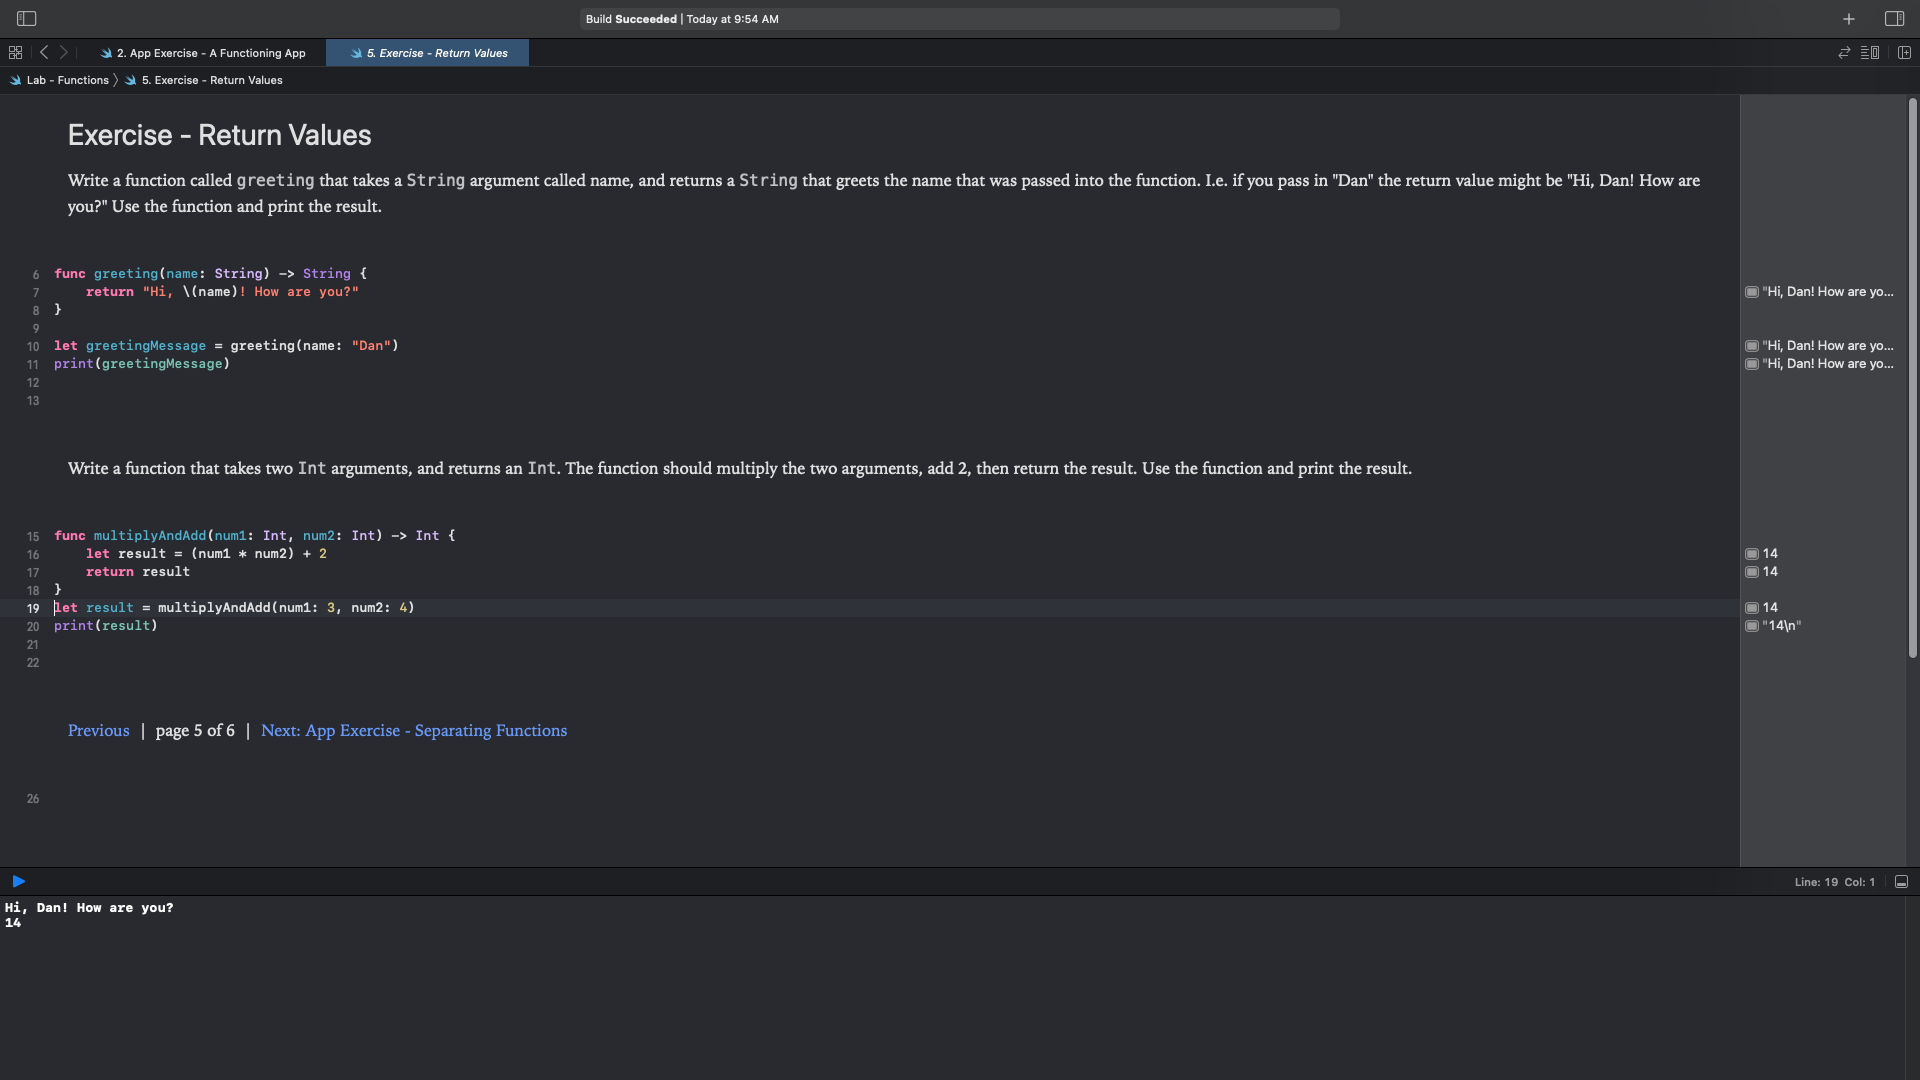 Build Succeeded | Today at 9:54 AM
2. App Exercise - A Functioning App
5. Exercise - Return Values
Lab - Functions 〉 5. Exercise - Return Values
Exercise - Return Values
Write a function called greeting that takes a String argument called name, and returns a String that greets the name that was passed into the function. I.e. if you pass in "Dan" the return value might be "Hi, Dan! How are
you?" Use the function and print the result.
6 func greeting(name: String) -> String {
7     return "Hi, \(name)! How are you?"
"Hi, Dan! How are yo...
8 }
9
10 let greetingMessage = greeting(name: "Dan")
"Hi, Dan! How are yo...
11 print(greetingMessage)
"Hi, Dan! How are yo...
12
13
Write a function that takes two Int arguments, and returns an Int. The function should multiply the two arguments, add 2, then return the result. Use the function and print the result.
15 func multiplyAndAdd(num1: Int, num2: Int) -> Int {
16     let result = (num1 * num2) + 2
14
17     return result
14
18 }
19 let result = multiplyAndAdd(num1: 3, num2: 4)
14
20 print(result)
"14\n"
21
22
Previous | page 5 of 6 | Next: App Exercise - Separating Functions
26
Line: 19 Col: 1
Hi, Dan! How are you?
14